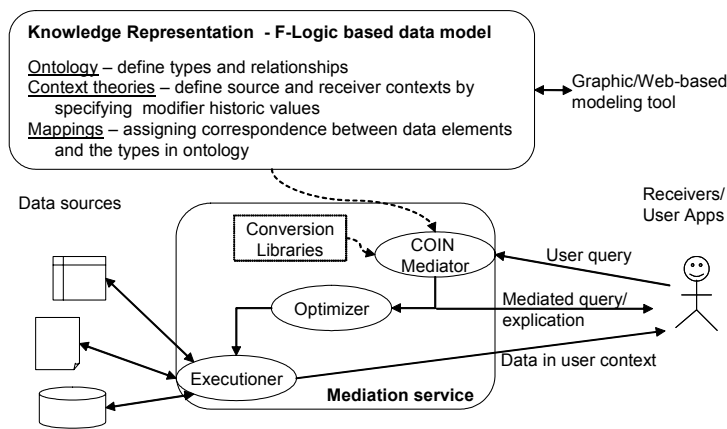 Knowledge Representation - F-Logic based data model
Ontology – define types and relationships
Context theories – define source and receiver contexts by
specifying modifier historic values
Mappings – assigning correspondence between data elements
and the types in ontology
Graphic/Web-based
modeling tool
Data sources
Receivers/
User Apps
Conversion
Libraries
COIN
Mediator
User query
Optimizer
Mediated query/
explication
Data in user context
Executioner
Mediation service